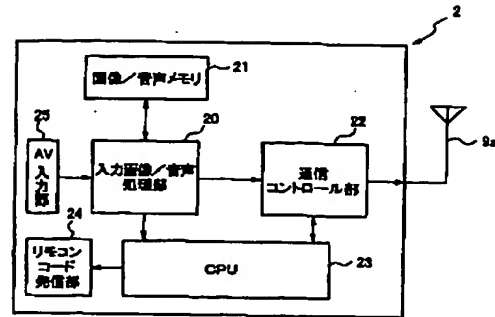 2
画像／音声メモリ
21
25
AV
入力部
20
入力画像／音声
処理部
22
通信
コントロール部
9a
24
リモコン
コード
発信部
CPU
23